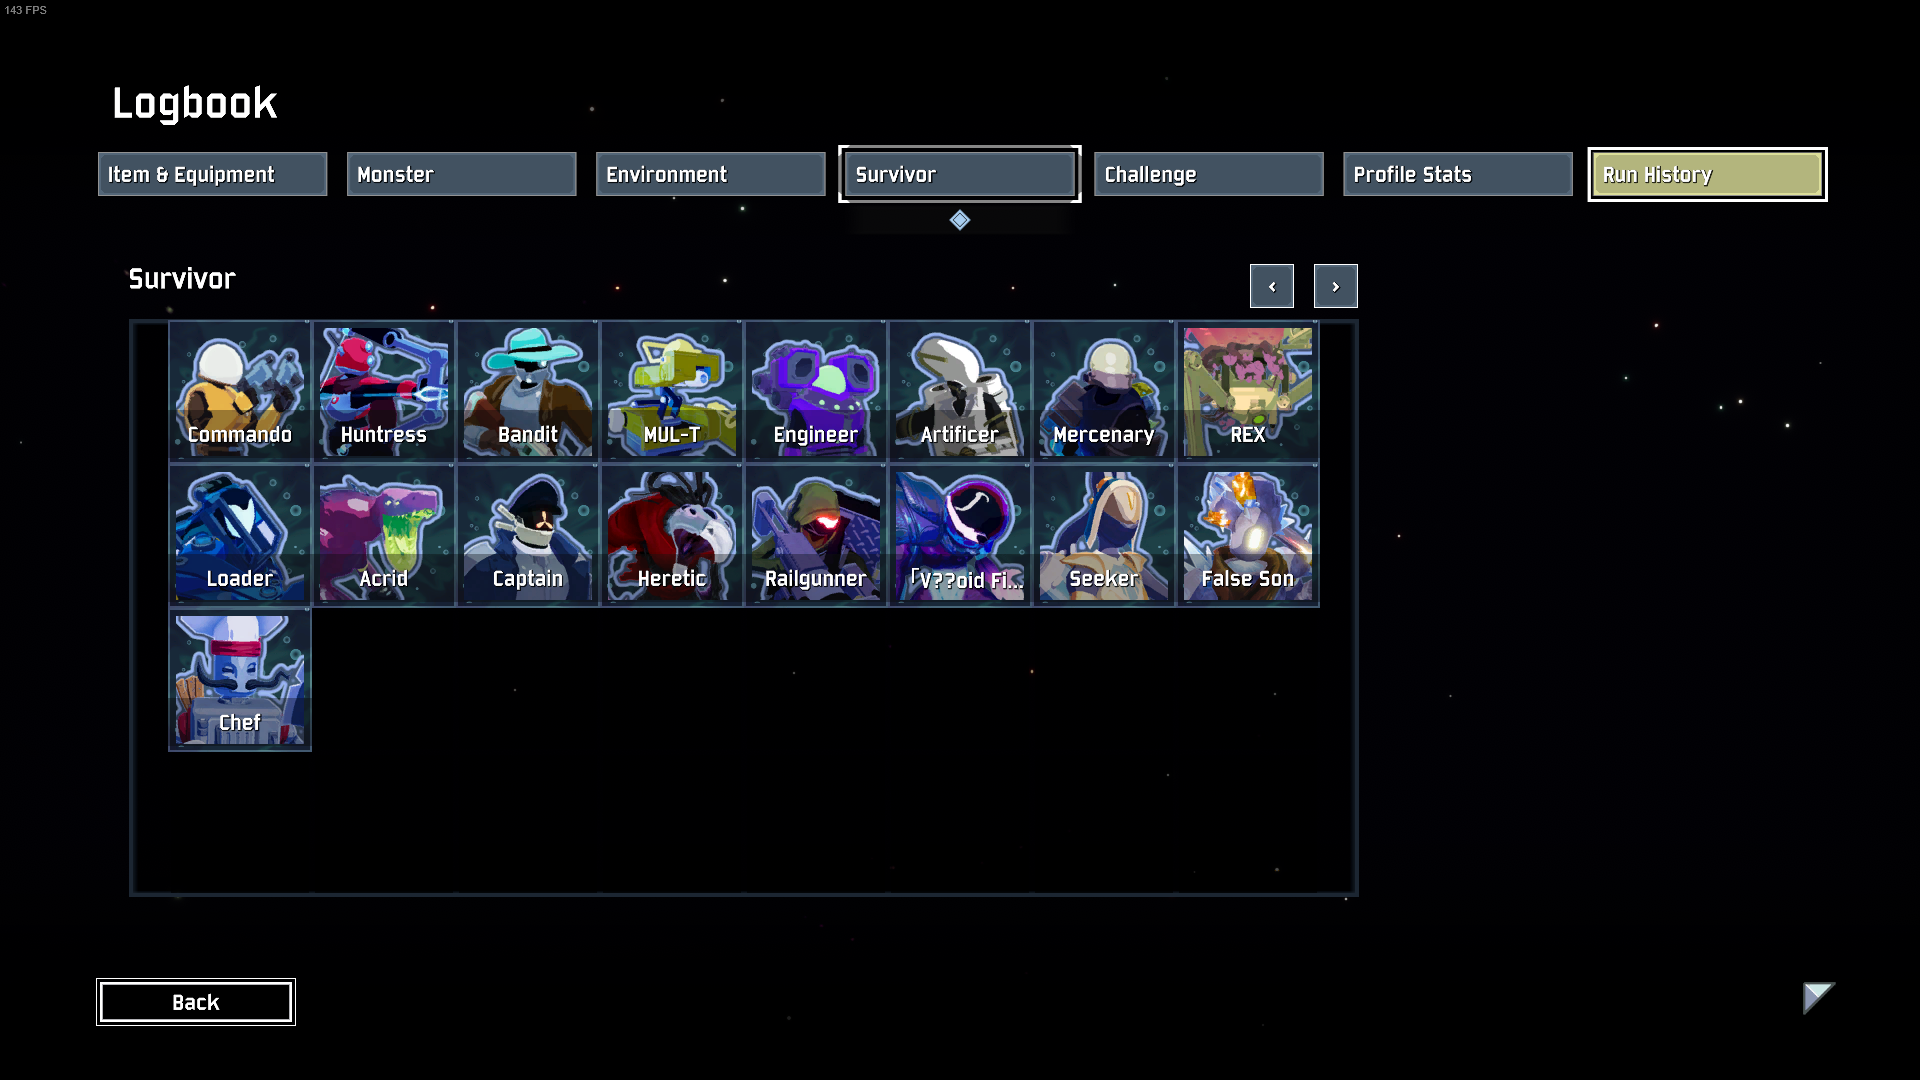 143 FPS
Logbook
Item & Equipment
Monster
Environment
Survivor
Challenge
Profile Stats
Run History
Survivor
Commando
Huntress
Bandit
MUL-T
Engineer
Artificer
Mercenary
REX
Loader
Acrid
Captain
Heretic
Railgunner
「V??oid Fi...
Seeker
False Son
Chef
Back